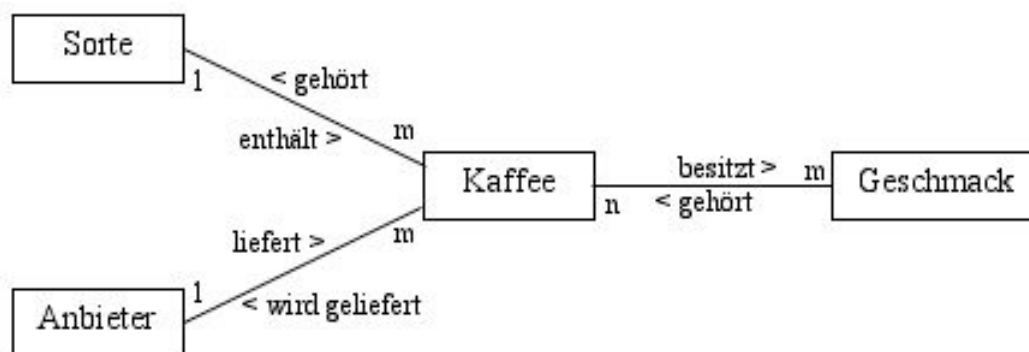 Sorte
1
< gehört
enthält >
m
Kaffee
besitzt >
m
n
< gehört
Geschmack
liefert >
m
1
< wird geliefert
Anbieter